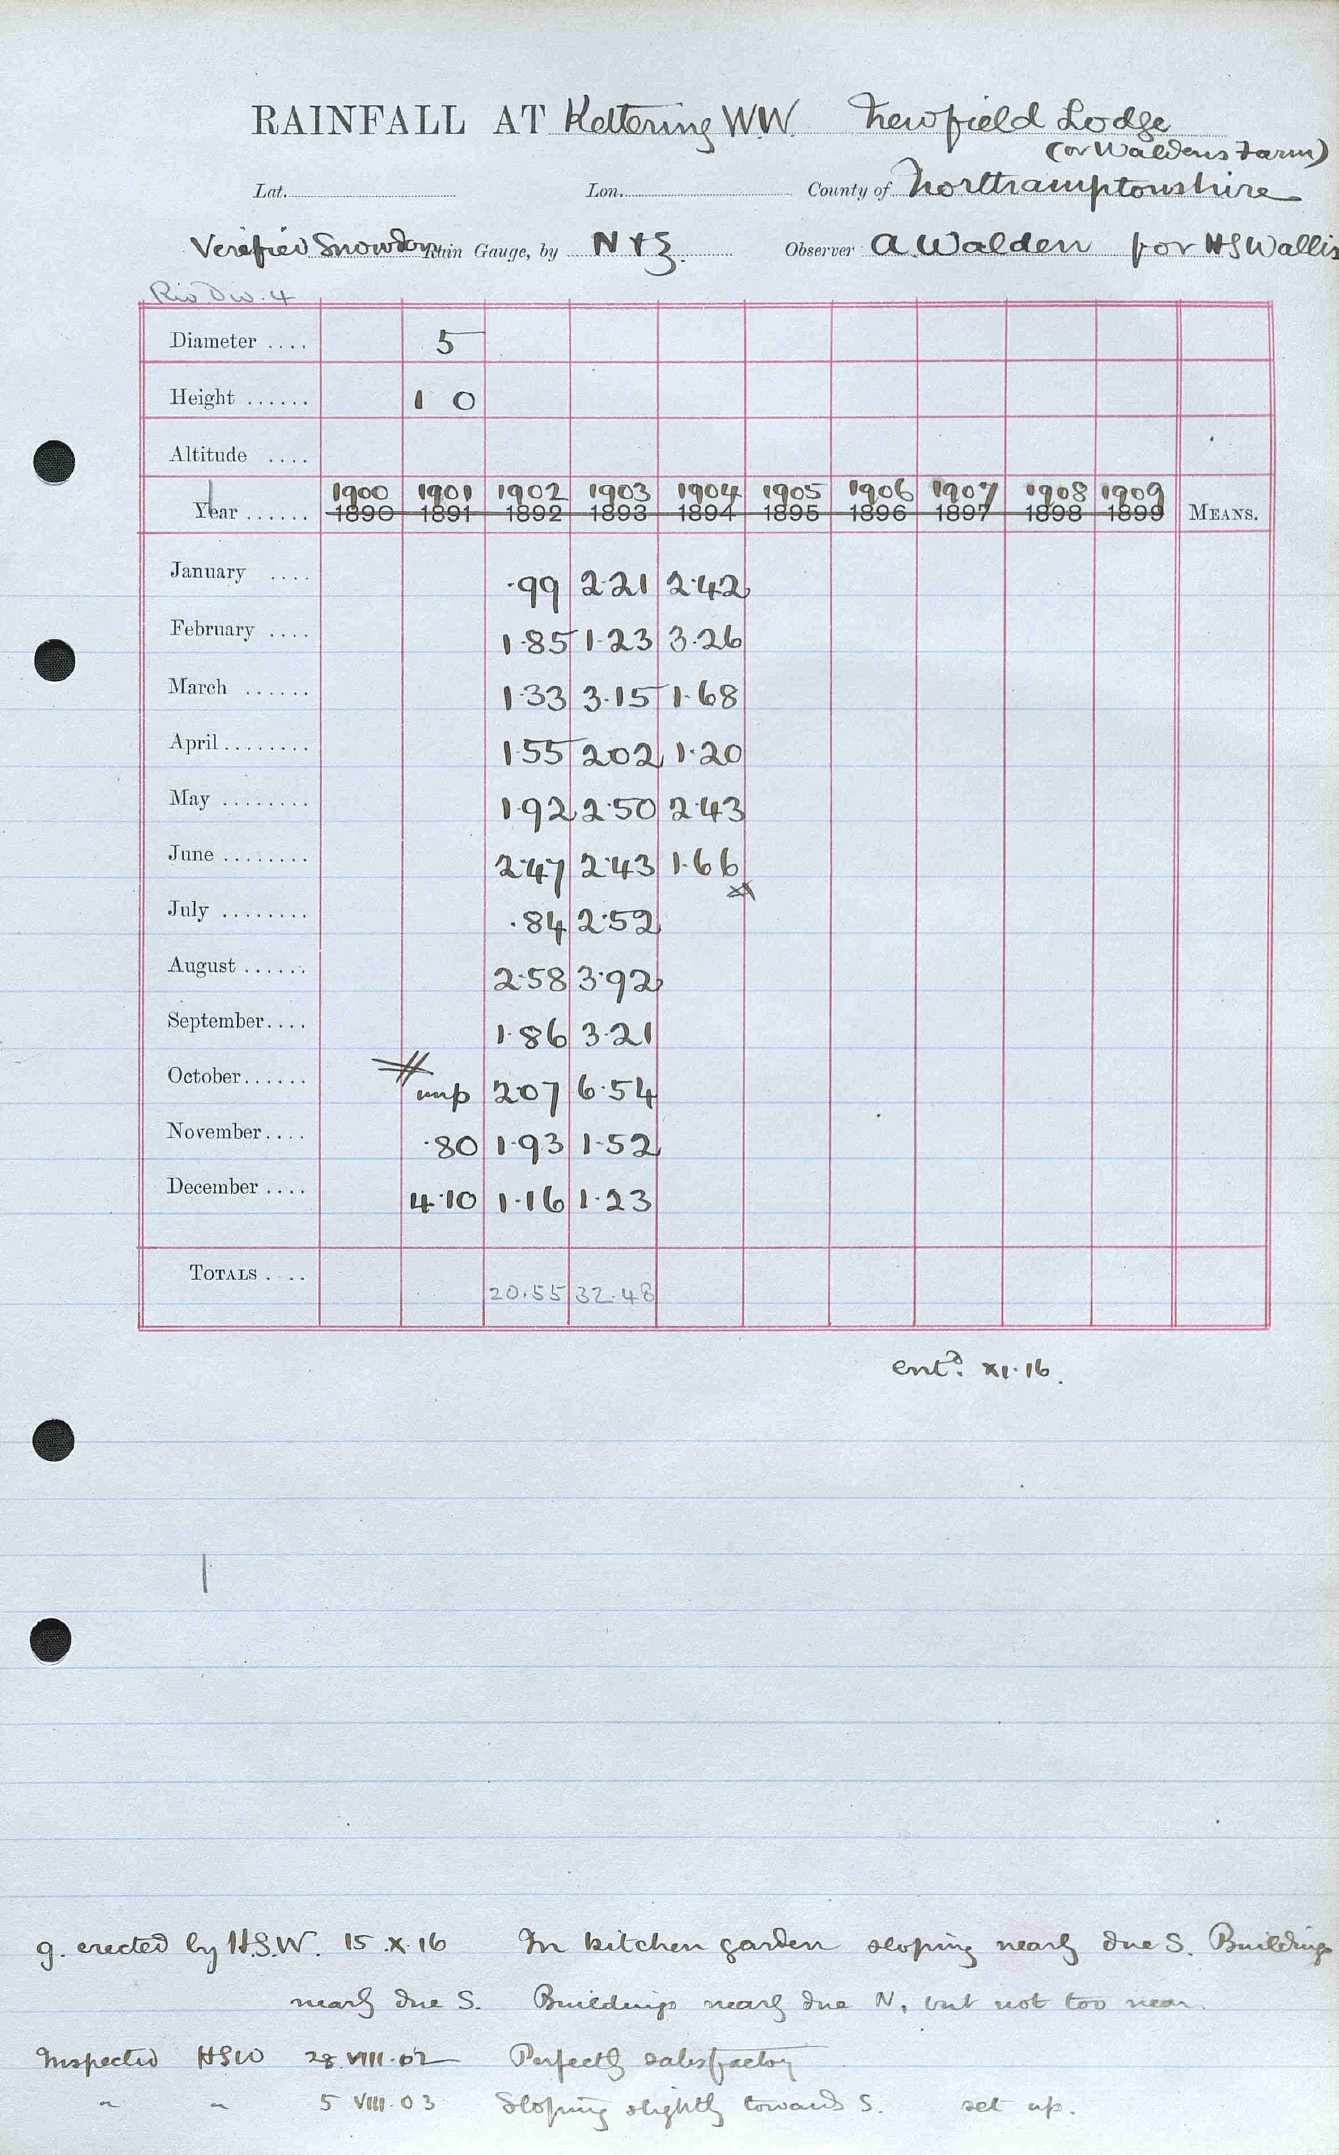 RAINFALL AT Kettering W.W. Newfield Lodge
(or Waldens Farm)
Lat. Lon. County of Northamptonshire
Verified Snowdon Rain Gauge, by N & Z. Observer A. Walden for HSWallis
Riv Div. 4
Diameter .... 5
Height ...... 1 0
Altitude ....
1900 1901 1902 1903 1904 1905 1906 1907 1908 1909
Year ...... 1890 1891 1892 1893 1894 1895 1896 1897 1898 1899 MEANS.
January .... ·99 2·21 2·42
February .... 1·85 1·23 3·26
March ...... 1·33 3·15 1·68
April ........ 1·55 2·02 1·20
May ........ 1·92 2·50 2·43
June ........ 2·47 2·43 1·66
July ........ ·84 2·52
August ...... 2·58 3·92
September.... 1·86 3·21
October...... imp 2·07 6·54
November.... ·80 1·93 1·52
December .... 4·10 1·16 1·23
TOTALS .... 20.55 32.48
entd. XI.16.
g. erected by H.S.W. 15.X.16 In kitchen garden sloping nearly due S. Buildings
nearly due S. Buildings nearly due N, but not too near.
Inspected HSW 28.VIII.02 Perfectly satisfactory
" " 5 VIII.03 Sloping slightly towards S. set up.